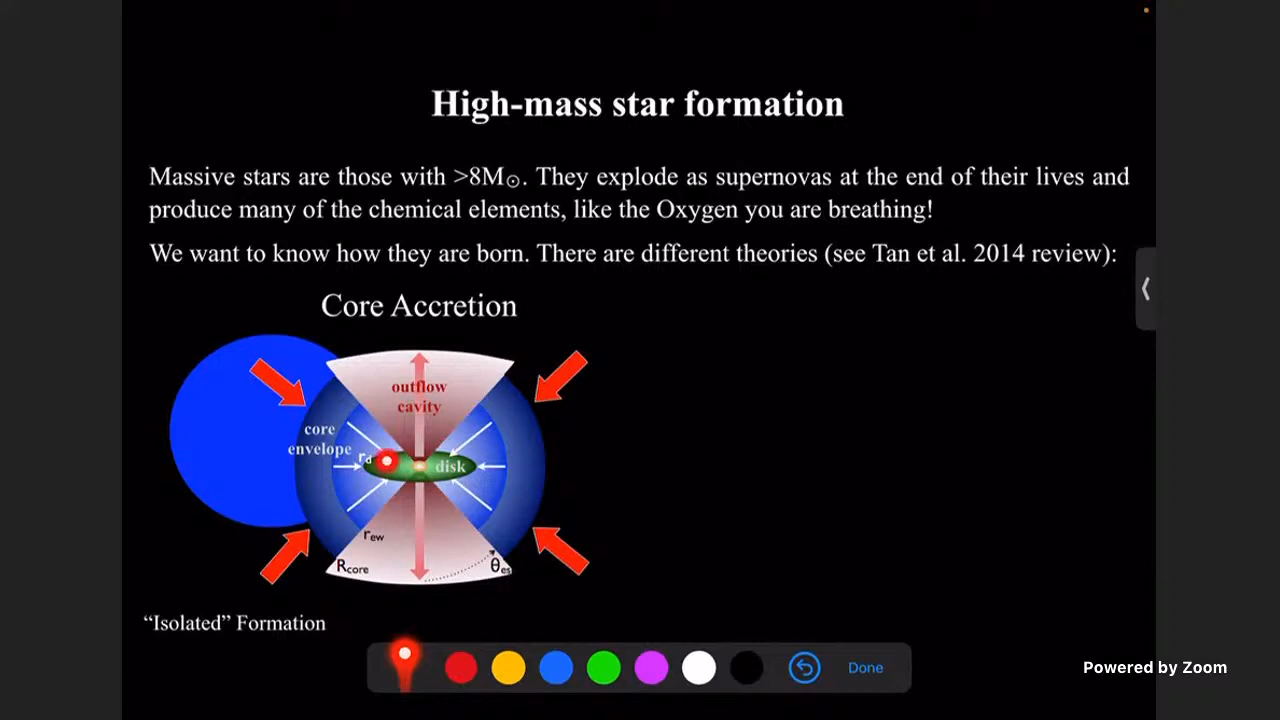 High-mass star formation
Massive stars are those with >8M⊙. They explode as supernovas at the end of their lives and
produce many of the chemical elements, like the Oxygen you are breathing!
We want to know how they are born. There are different theories (see Tan et al. 2014 review):
Core Accretion
outflow
cavity
core
envelope
rd
disk
rew
Rcore
θes
“Isolated” Formation
Done
Powered by Zoom